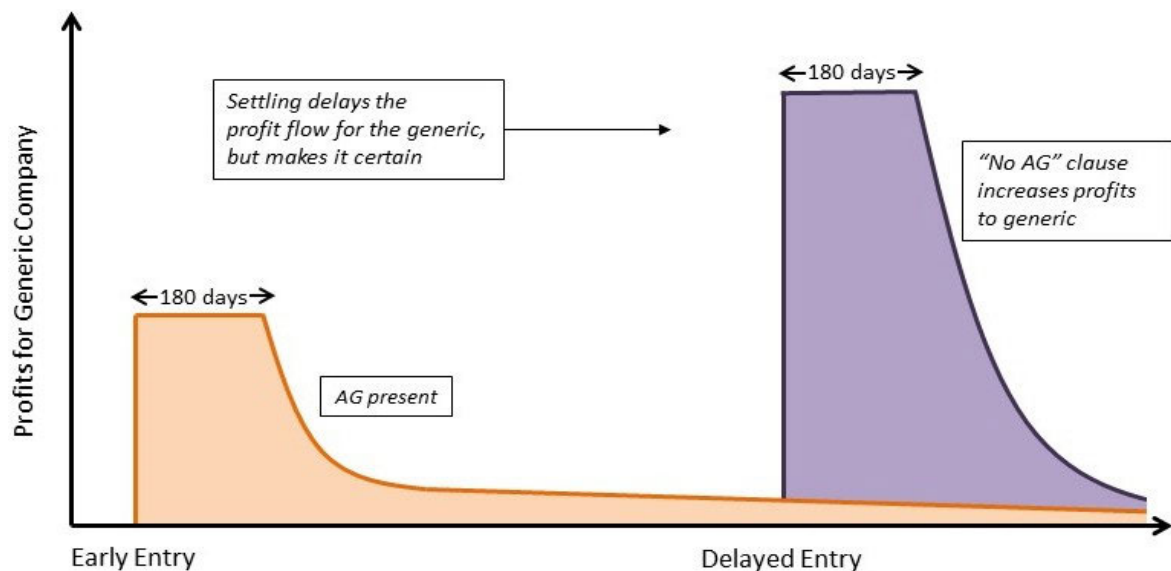 180 days
Settling delays the
profit flow for the generic,
but makes it certain
“No AG” clause
increases profits
to generic
180 days
AG present
Profits for Generic Company
Early Entry
Delayed Entry